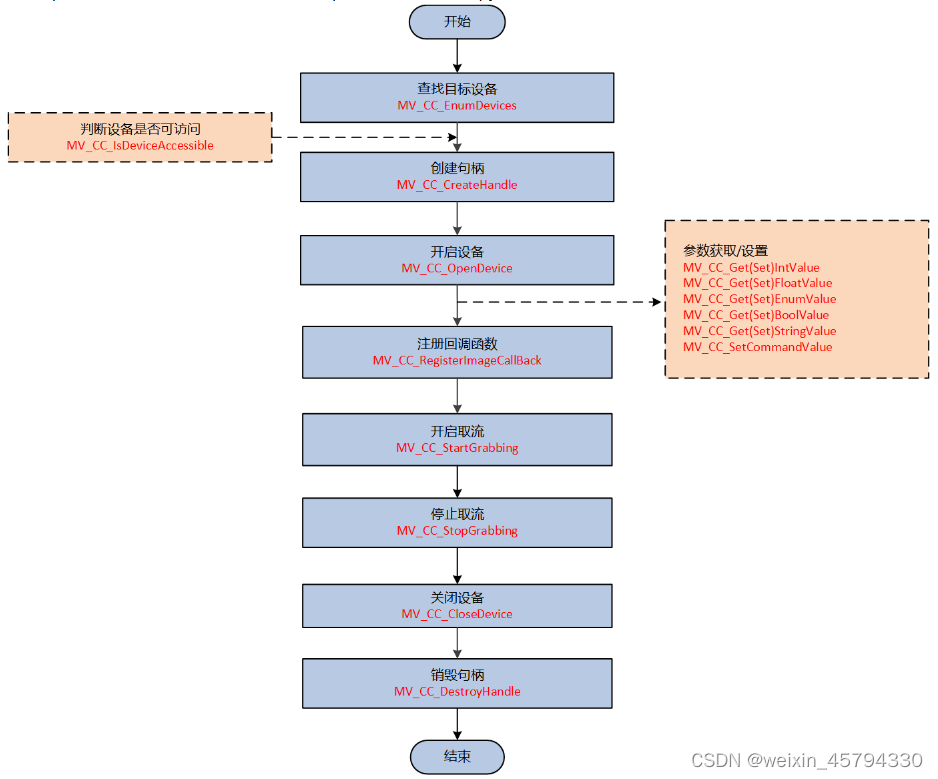 开始
查找目标设备
MV_CC_EnumDevices
判断设备是否可访问
MV_CC_IsDeviceAccessible
创建句柄
MV_CC_CreateHandle
开启设备
MV_CC_OpenDevice
参数获取/设置
MV_CC_Get(Set)IntValue
MV_CC_Get(Set)FloatValue
MV_CC_Get(Set)EnumValue
MV_CC_Get(Set)BoolValue
MV_CC_Get(Set)StringValue
MV_CC_SetCommandValue
注册回调函数
MV_CC_RegisterImageCallBack
开启取流
MV_CC_StartGrabbing
停止取流
MV_CC_StopGrabbing
关闭设备
MV_CC_CloseDevice
销毁句柄
MV_CC_DestroyHandle
结束
CSDN @weixin_45794330